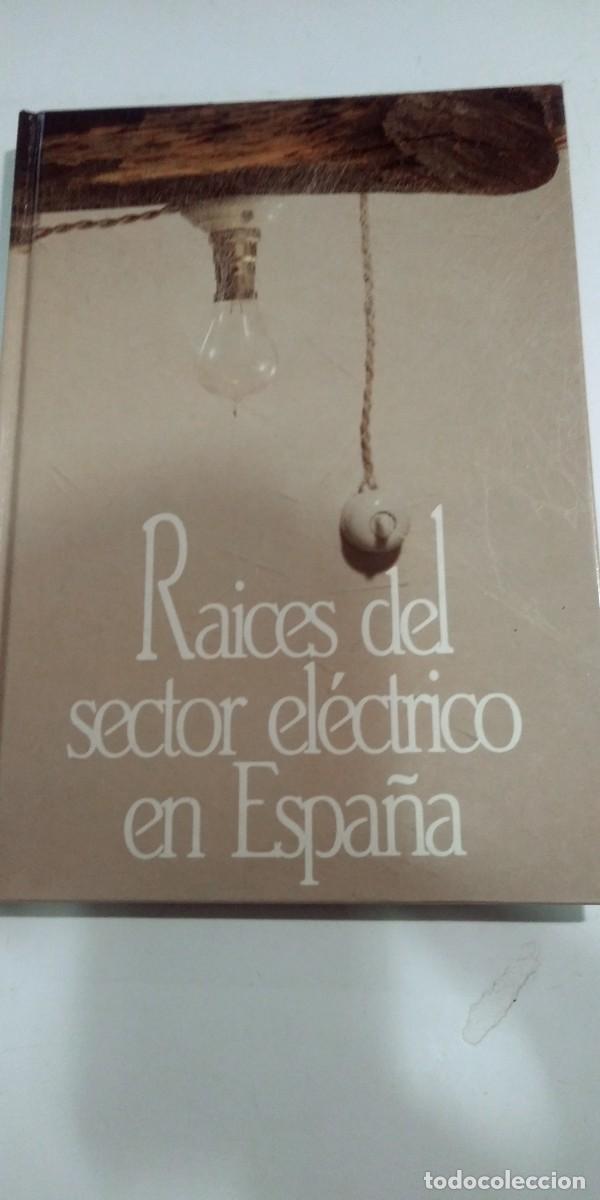 Raices del
sector eléctrico
en España
todocoleccion